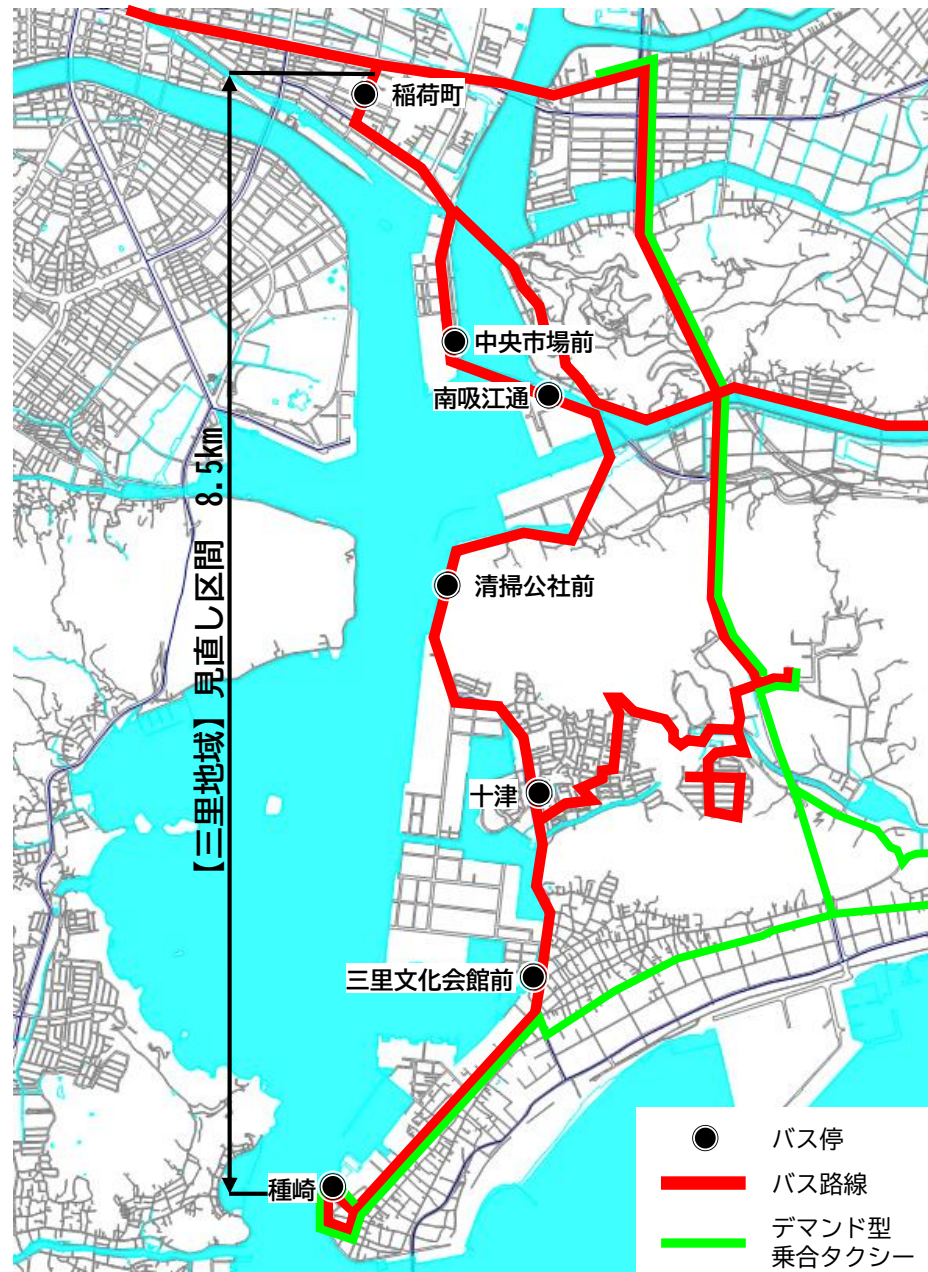 稲荷町
中央市場前
南吸江通
【三里地域】見直し区間 8.5km
清掃公社前
十津
三里文化会館前
種崎
バス停
バス路線
デマンド型
乗合タクシー